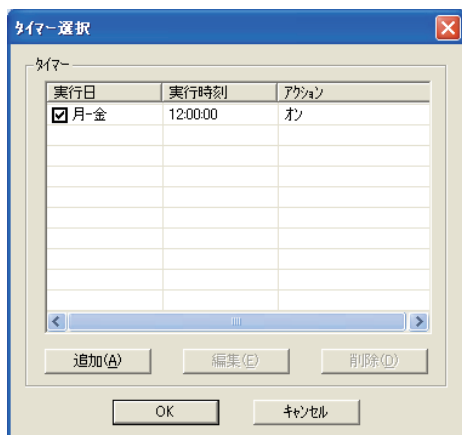 タイマー選択
タイマー
実行日 実行時刻 アクション
月-金 12:00:00 オン
追加(A) 編集(E) 削除(D)
OK キャンセル